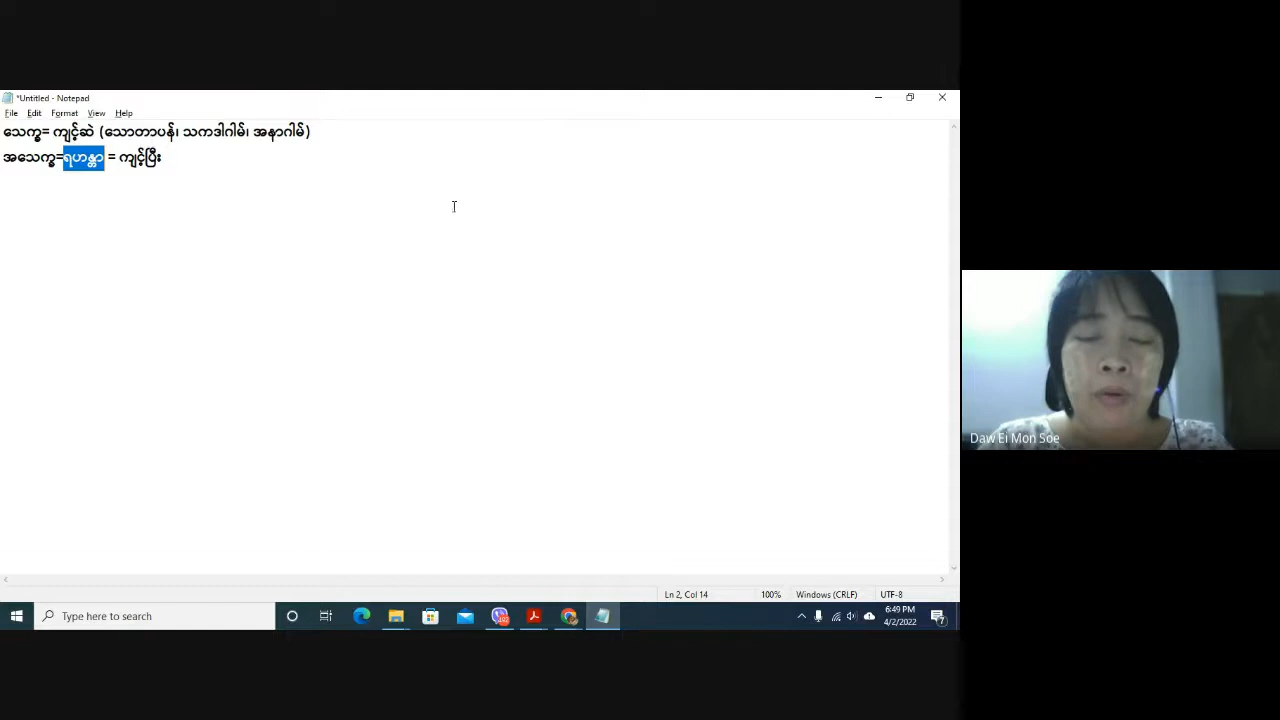 *Untitled - Notepad
File Edit Format View Help
သေက္ခ= ကျင့်ဆဲ (သောတာပန်၊ သကဒါဂါမ်၊ အနာဂါမ်)
အသေက္ခ=ရဟန္တာ = ကျင့်ပြီး
Daw Ei Mon Soe
Ln 2, Col 14 100% Windows (CRLF) UTF-8
Type here to search
6:49 PM
4/2/2022